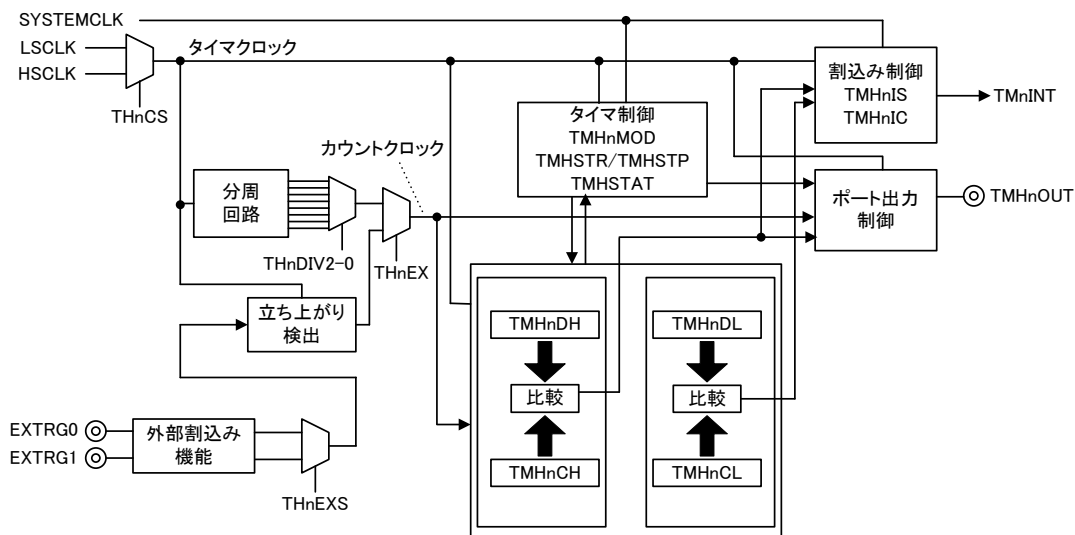 SYSTEMCLK
LSCLK
HSCLK
タイマクロック
THnCS
割込み制御
TMHnIS
TMHnIC
TMnINT
タイマ制御
TMHnMOD
TMHSTR/TMHSTP
TMHSTAT
カウントクロック
分周
回路
THnDIV2-0
THnEX
ポート出力
制御
TMHnOUT
立ち上がり
検出
TMHnDH
比較
TMHnCH
TMHnDL
比較
TMHnCL
EXTRG0
EXTRG1
外部割込み
機能
THnEXS